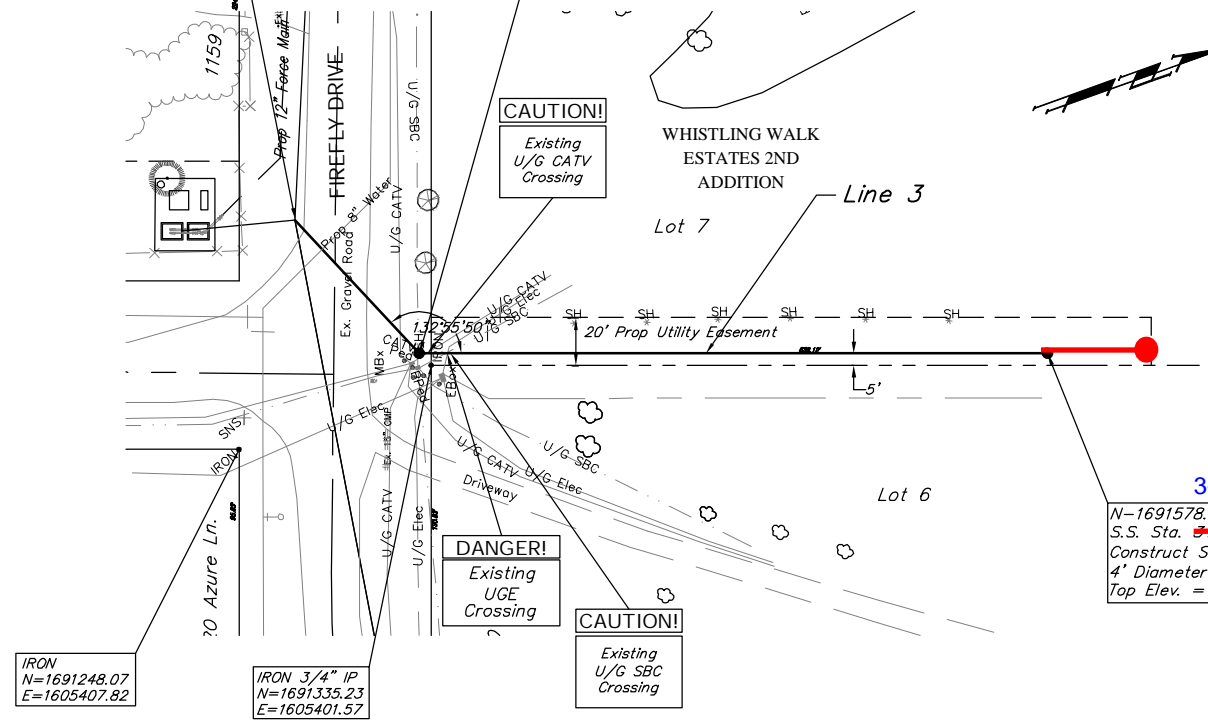 1159
Prop 12" Force Main
FIREFLY DRIVE
U/G SBC
CAUTION!
Existing
U/G CATV
Crossing
WHISTLING WALK
ESTATES 2ND
ADDITION
Line 3
Lot 7
Prop 8" Water
U/G CATV
Ex. Gravel Road
U/G CATV
U/G Elec
U/G SBC
SH
SH
SH
SH
SH
SH
132°55'50"
20' Prop Utility Easement
5'
IRON
MBx
EBox
SNS
U/G Elec
IRON
Ex. 15" CMP
U/G CATV
U/G Elec
U/G SBC
U/G CATV
U/G Elec
Driveway
Lot 6
20 Azure Ln.
DANGER!
Existing
UGE
Crossing
CAUTION!
Existing
U/G SBC
Crossing
3
N-1691578.
S.S. Sta.
Construct S
4' Diameter
Top Elev. =
IRON
N=1691248.07
E=1605407.82
IRON 3/4" IP
N=1691335.23
E=1605401.57